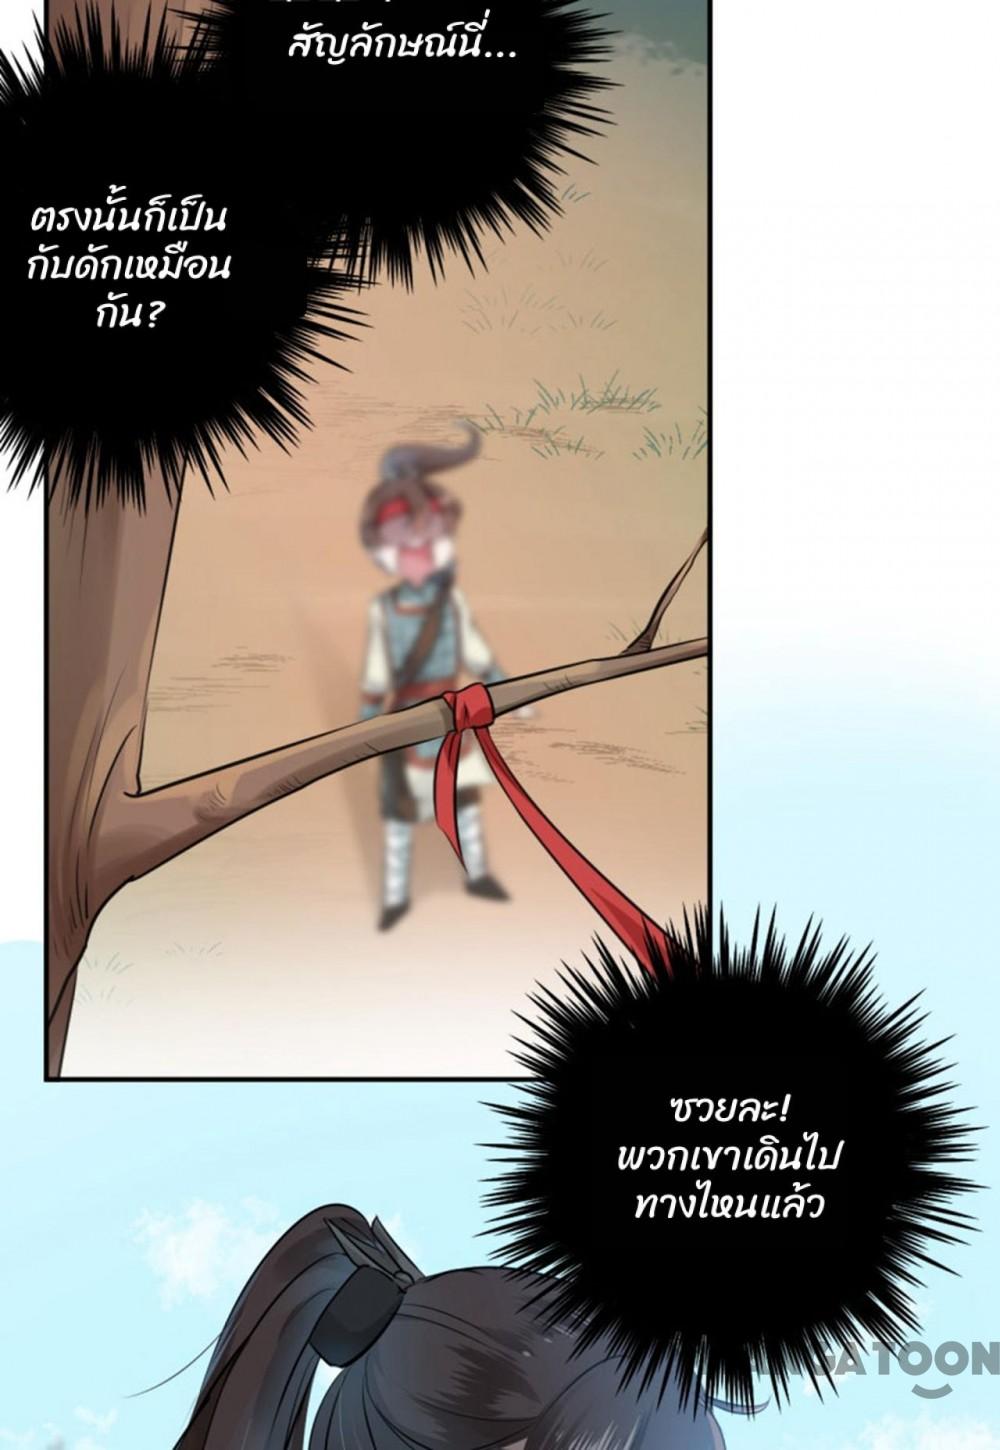 สัญลักษณ์นี่...
ตรงนั้นก็เป็น
กับดักเหมือน
กัน?
ซวยละ!
พวกเขาเดินไป
ทางไหนแล้ว
MANGATOON